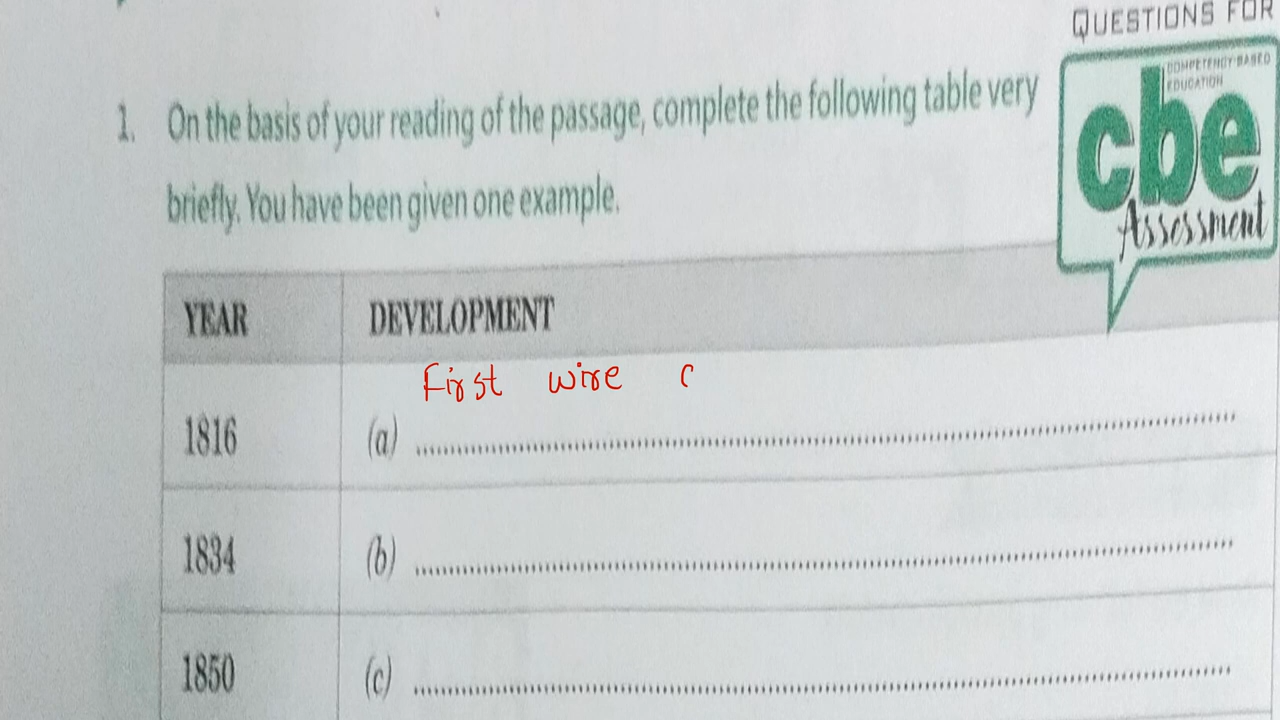 QUESTIONS FOR
COMPETENCY BASED
EDUCATION
cbe
Assessment
1. On the basis of your reading of the passage, complete the following table very
briefly. You have been given one example.
YEAR DEVELOPMENT
First wire c
1816 (a) ........................................
1834 (b) ........................................
1850 (c) ........................................